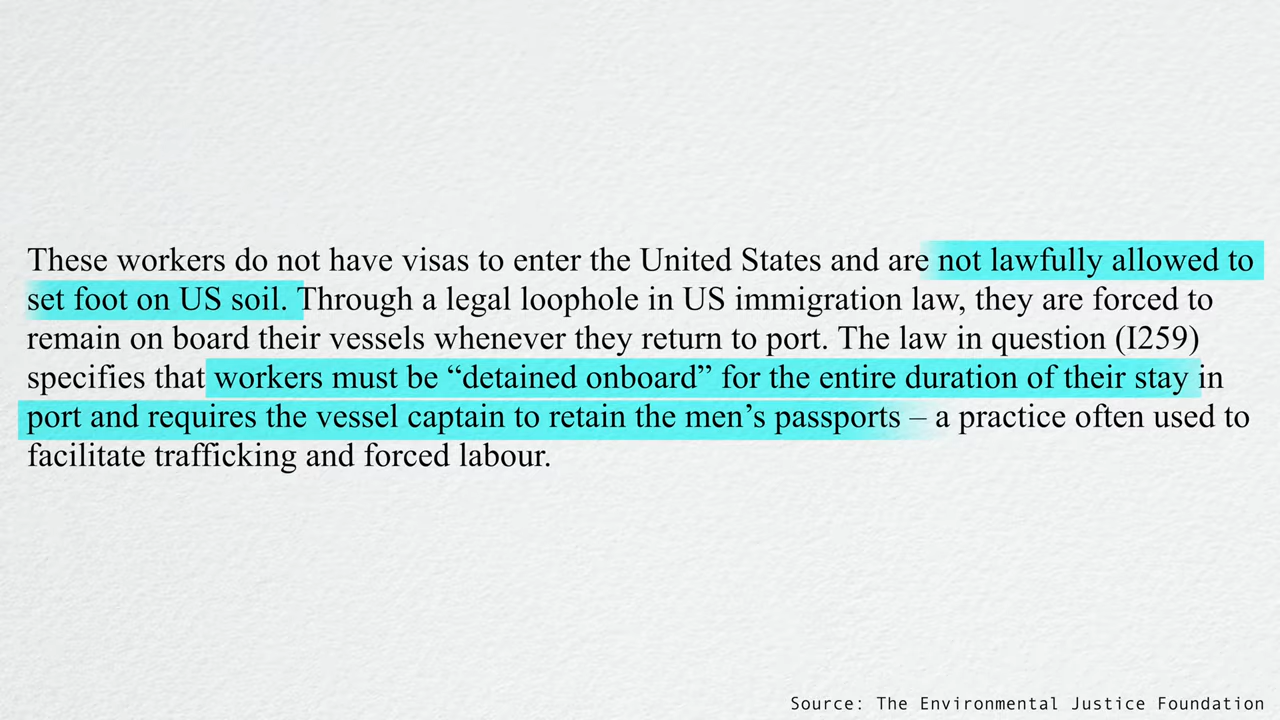 These workers do not have visas to enter the United States and are not lawfully allowed to
set foot on US soil. Through a legal loophole in US immigration law, they are forced to
remain on board their vessels whenever they return to port. The law in question (I259)
specifies that workers must be “detained onboard” for the entire duration of their stay in
port and requires the vessel captain to retain the men’s passports – a practice often used to
facilitate trafficking and forced labour.
Source: The Environmental Justice Foundation